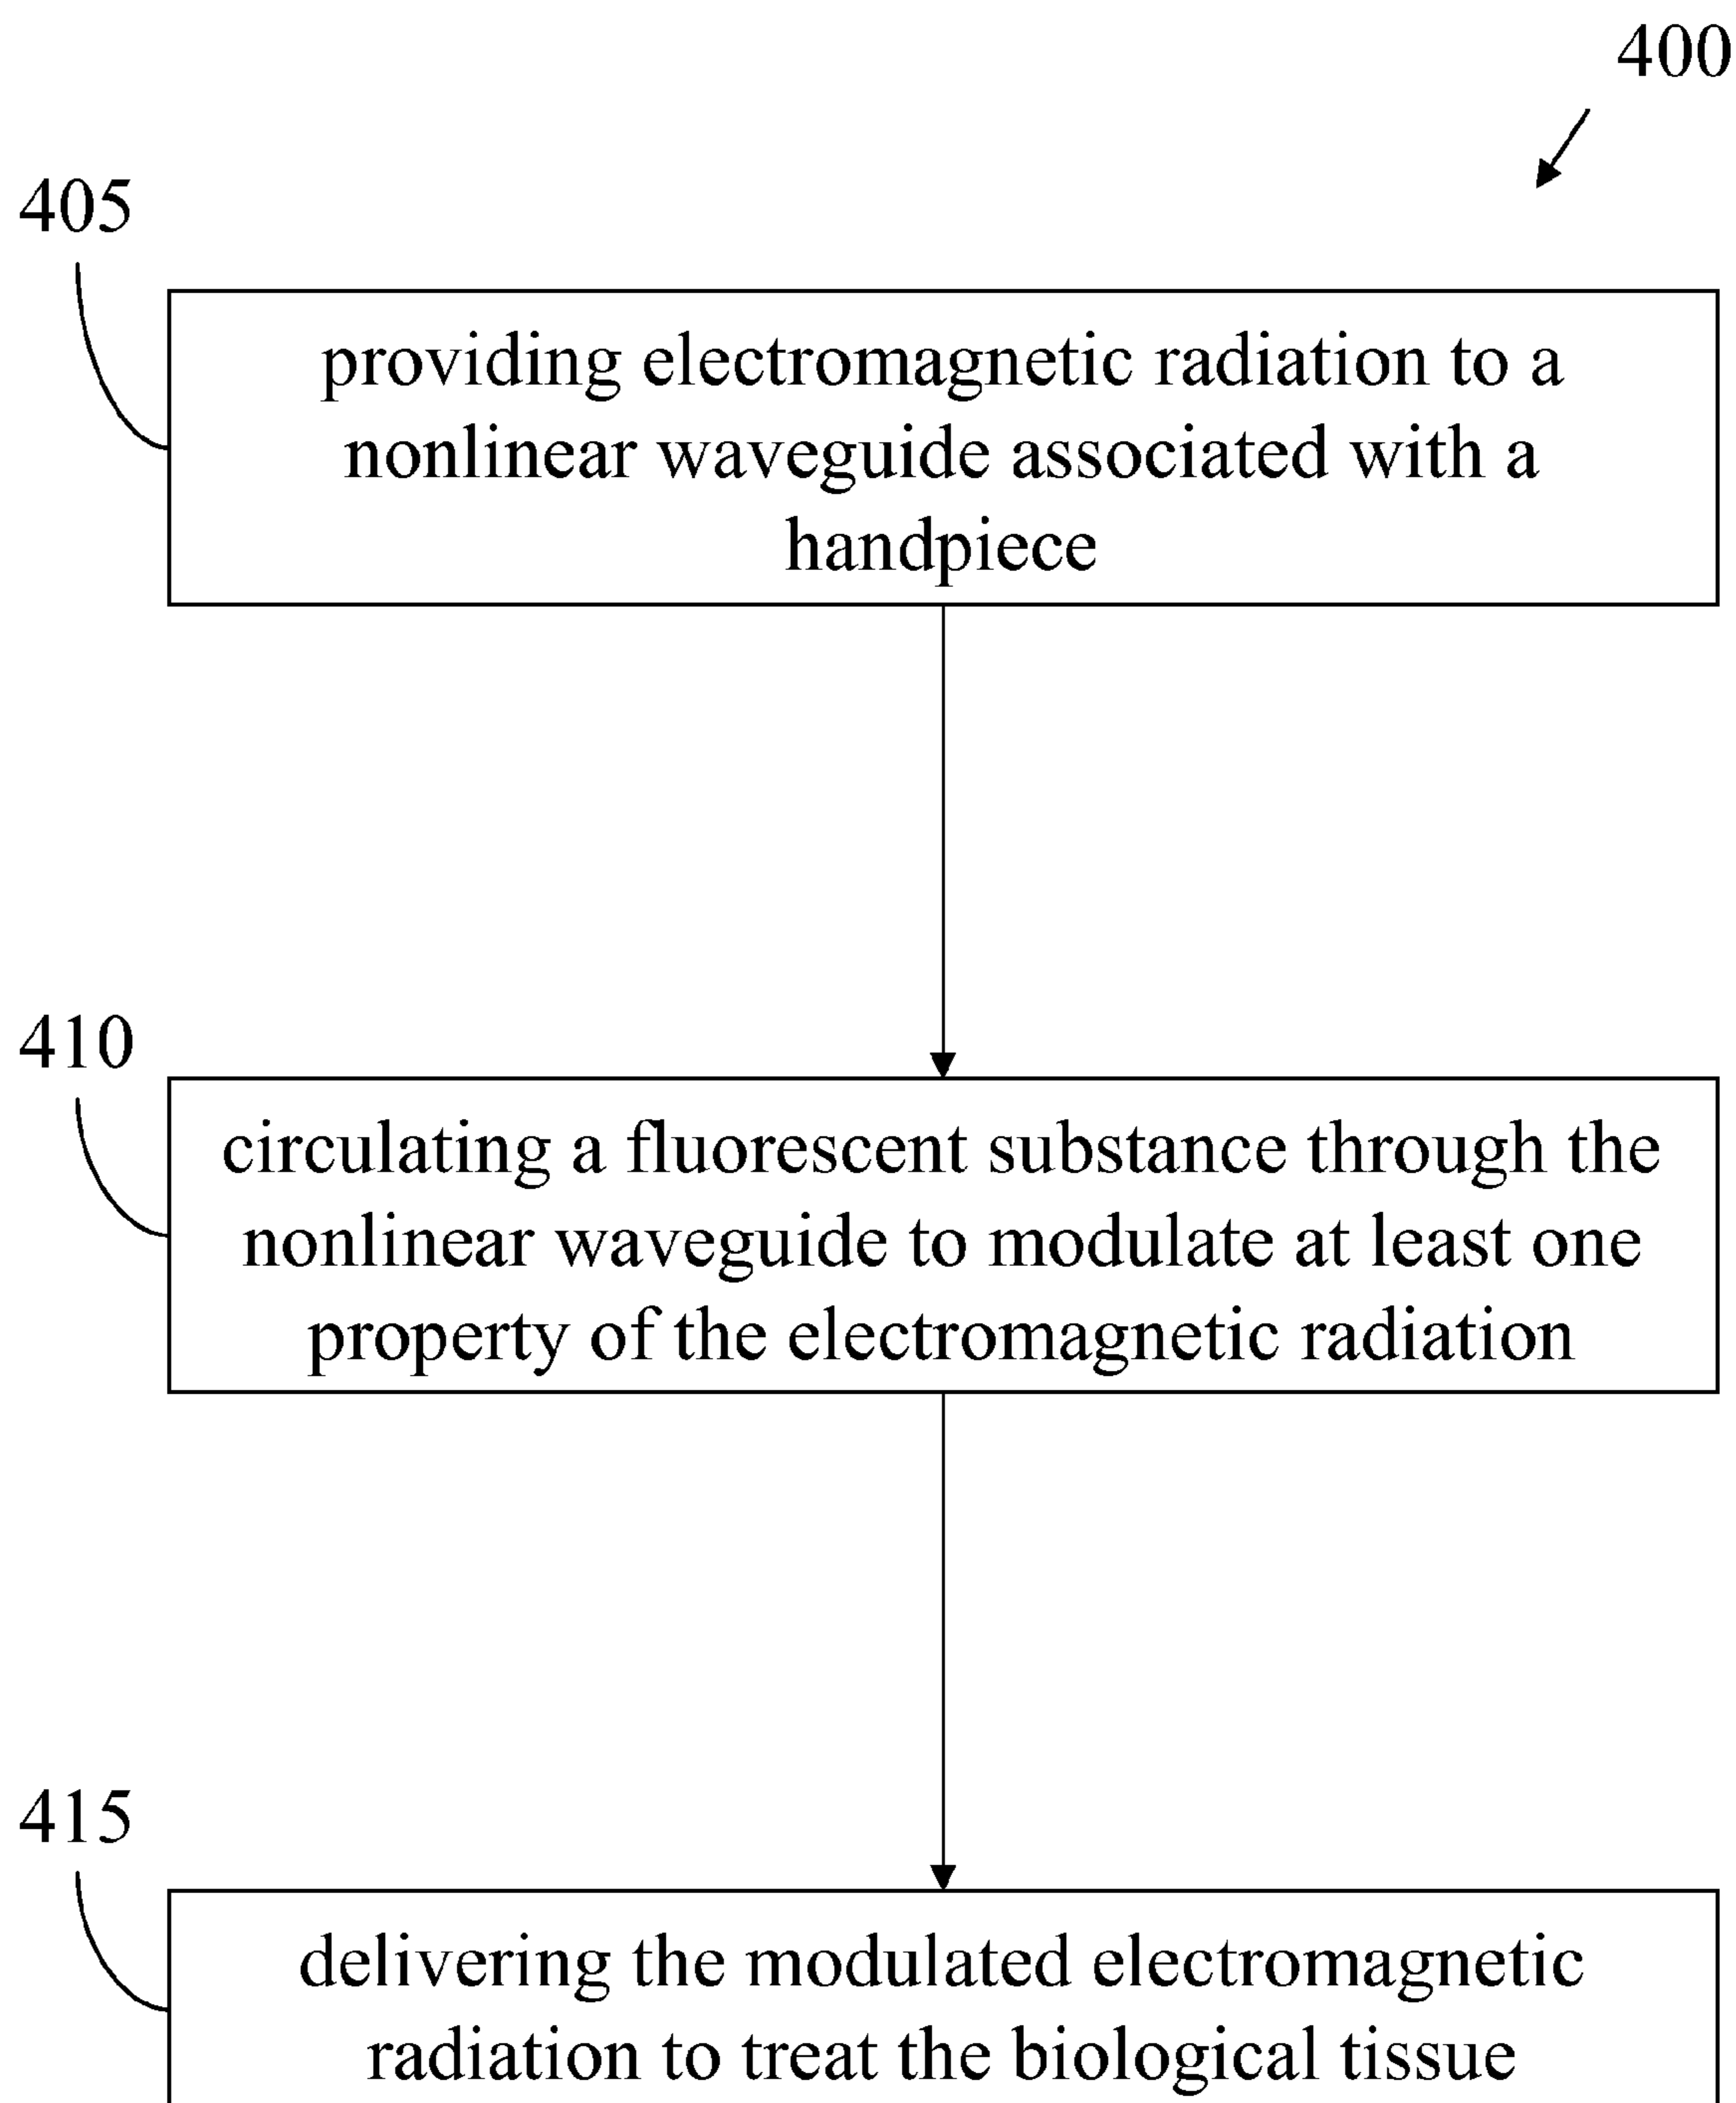 400
405
providing electromagnetic radiation to a
nonlinear waveguide associated with a
handpiece
410
circulating a fluorescent substance through the
nonlinear waveguide to modulate at least one
property of the electromagnetic radiation
415
delivering the modulated electromagnetic
radiation to treat the biological tissue